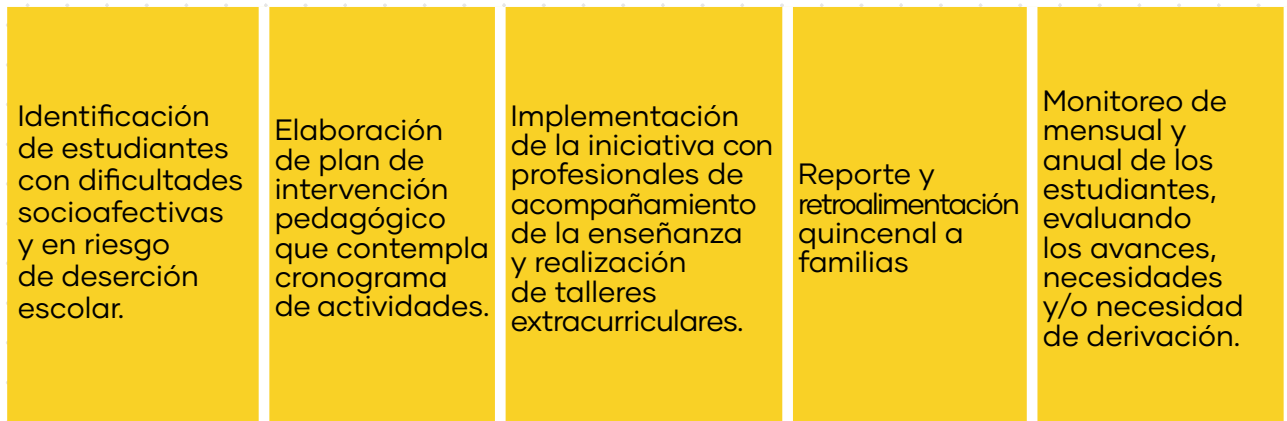 Identificación
de estudiantes
con dificultades
socioafectivas
y en riesgo
de deserción
escolar.
Elaboración
de plan de
intervención
pedagógico
que contempla
cronograma
de actividades.
Implementación
de la iniciativa con
profesionales de
acompañamiento
de la enseñanza
y realización
de talleres
extracurriculares.
Reporte y
retroalimentación
quincenal a
familias
Monitoreo de
mensual y
anual de los
estudiantes,
evaluando
los avances,
necesidades
y/o necesidad
de derivación.